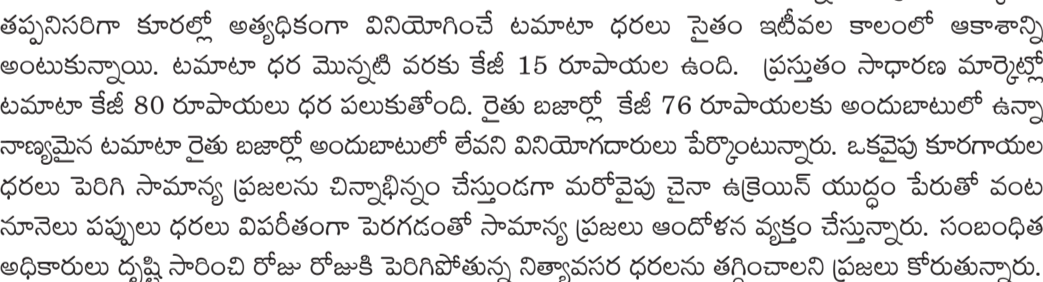 తప్పనిసరిగా కూరల్లో అత్యధికంగా వినియోగించే టమాటా ధరలు సైతం ఇటీవల కాలంలో ఆకాశాన్ని
అంటుకున్నాయి. టమాటా ధర మొన్నటి వరకు కేజీ 15 రూపాయల ఉంది. ప్రస్తుతం సాధారణ మార్కెట్లో
టమాటా కేజీ 80 రూపాయలు ధర పలుకుతోంది. రైతు బజార్లో కేజీ 76 రూపాయలకు అందుబాటులో ఉన్నా
నాణ్యమైన టమాటా రైతు బజార్లో అందుబాటులో లేవని వినియోగదారులు పేర్కొంటున్నారు. ఒకవైపు కూరగాయల
ధరలు పెరిగి సామాన్య ప్రజలను చిన్నాభిన్నం చేస్తుండగా మరోవైపు చైనా ఉక్రెయిన్ యుద్ధం పేరుతో వంట
నూనెలు పప్పులు ధరలు విపరీతంగా పెరగడంతో సామాన్య ప్రజలు ఆందోళన వ్యక్తం చేస్తున్నారు. సంబంధిత
అధికారులు దృష్టి సారించి రోజు రోజుకి పెరిగిపోతున్న నిత్యావసర ధరలను తగ్గించాలని ప్రజలు కోరుతున్నారు.